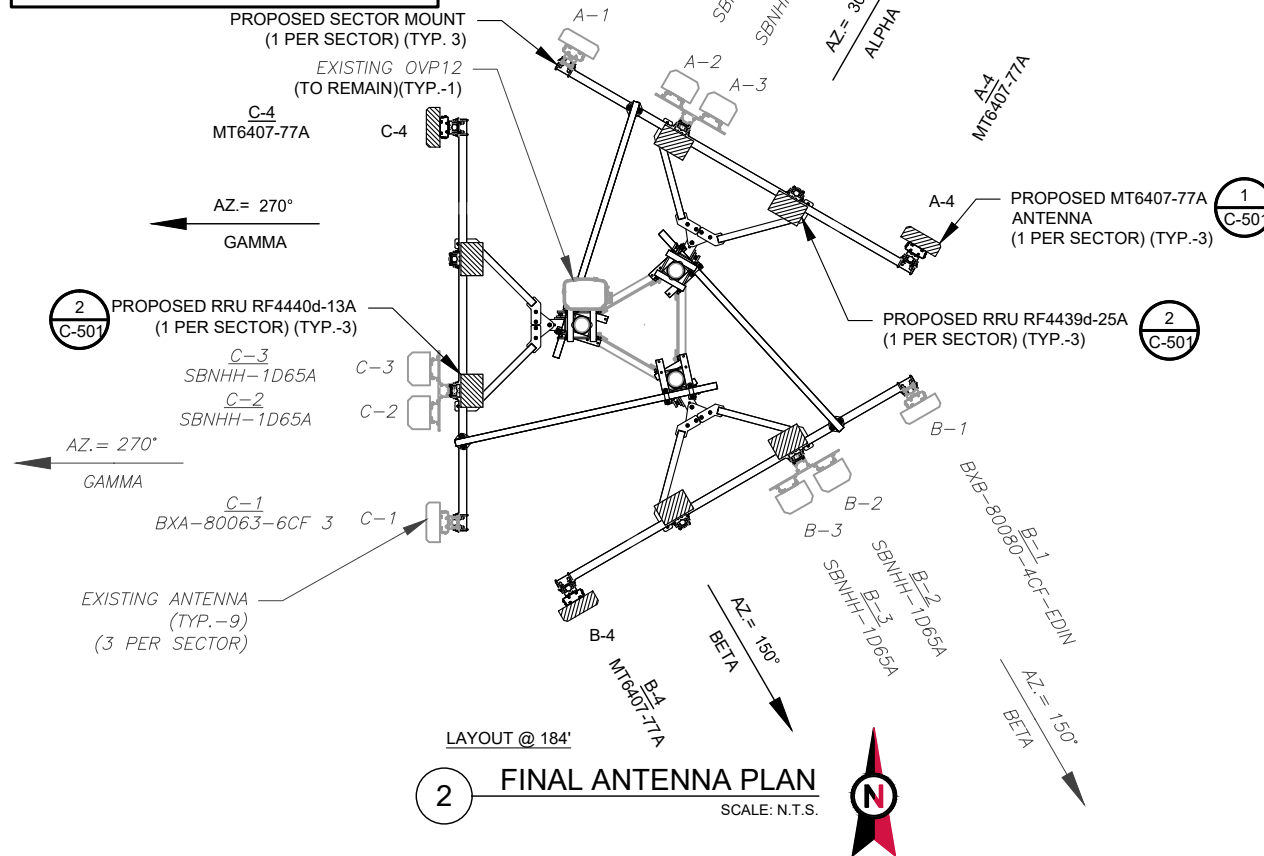 PROPOSED SECTOR MOUNT
(1 PER SECTOR) (TYP. 3)
EXISTING OVP12
(TO REMAIN)(TYP.-1)
A-1
A-2
A-3
ALPHA
A-4
MT6407-77A
C-4
MT6407-77A
C-4
AZ.= 270°
GAMMA
A-4
PROPOSED MT6407-77A
ANTENNA
(1 PER SECTOR) (TYP.-3)
1
C-501
2
C-501
PROPOSED RRU RF4440d-13A
(1 PER SECTOR) (TYP.-3)
PROPOSED RRU RF4439d-25A
(1 PER SECTOR) (TYP.-3)
2
C-501
C-3
SBNHH-1D65A
C-3
C-2
SBNHH-1D65A
C-2
AZ.= 270°
GAMMA
C-1
BXA-80063-6CF 3
C-1
EXISTING ANTENNA
(TYP.-9)
(3 PER SECTOR)
B-1
B-2
B-3
B-1
BXB-80080-4CF-EDIN
B-2
SBNHH-1D65A
B-3
SBNHH-1D65A
B-4
B-4
MT6407-77A
AZ.= 150°
BETA
AZ.= 150°
BETA
LAYOUT @ 184'
2
FINAL ANTENNA PLAN
SCALE: N.T.S.
N